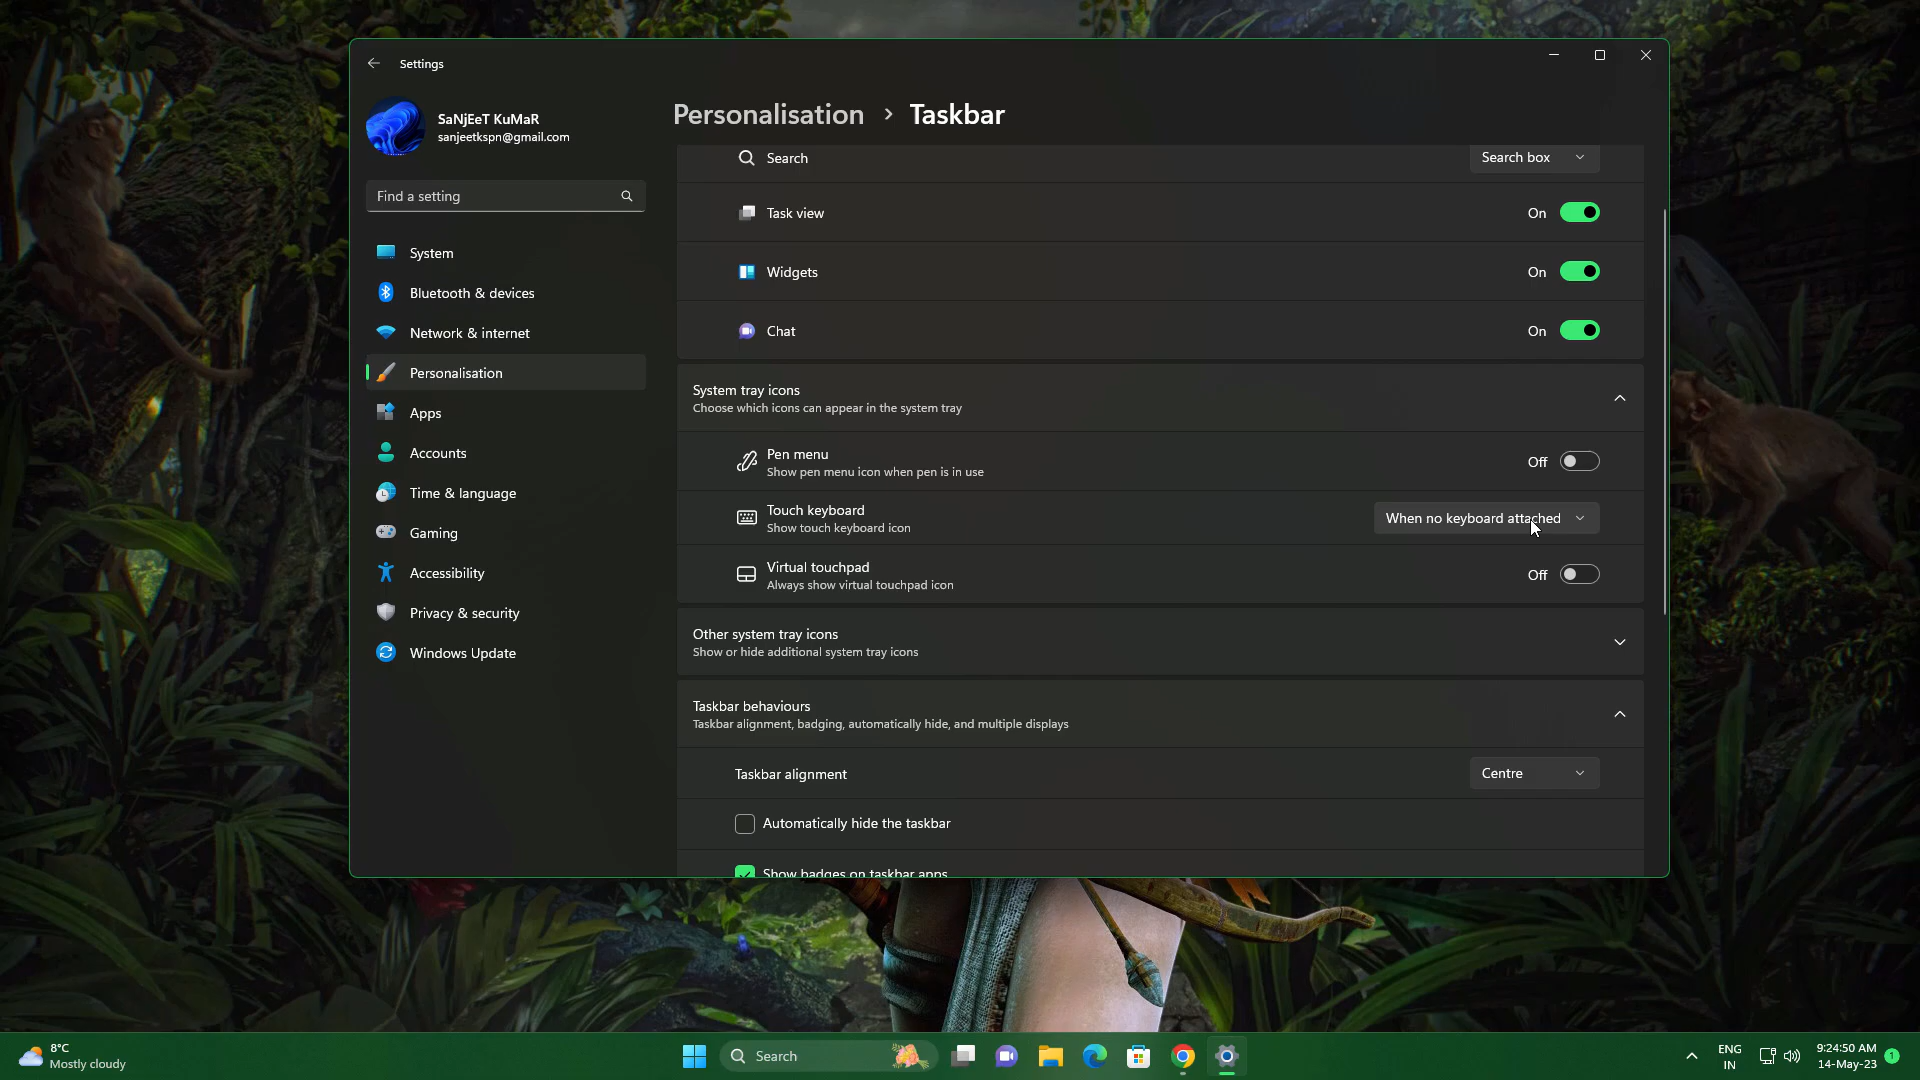 Settings
SaNjEeT KuMaR
sanjeetkspn@gmail.com
Find a setting
System
Bluetooth & devices
Network & internet
Personalisation
Apps
Accounts
Time & language
Gaming
Accessibility
Privacy & security
Windows Update
Personalisation > Taskbar
Search Search box
Task view On
Widgets On
Chat On
System tray icons
Choose which icons can appear in the system tray
Pen menu
Show pen menu icon when pen is in use
Off
Touch keyboard
Show touch keyboard icon
When no keyboard attached
Virtual touchpad
Always show virtual touchpad icon
Off
Other system tray icons
Show or hide additional system tray icons
Taskbar behaviours
Taskbar alignment, badging, automatically hide, and multiple displays
Taskbar alignment Centre
Automatically hide the taskbar
Show badges on taskbar apps
8°C
Mostly cloudy
Search
ENG
IN
9:24:50 AM
14-May-23
1